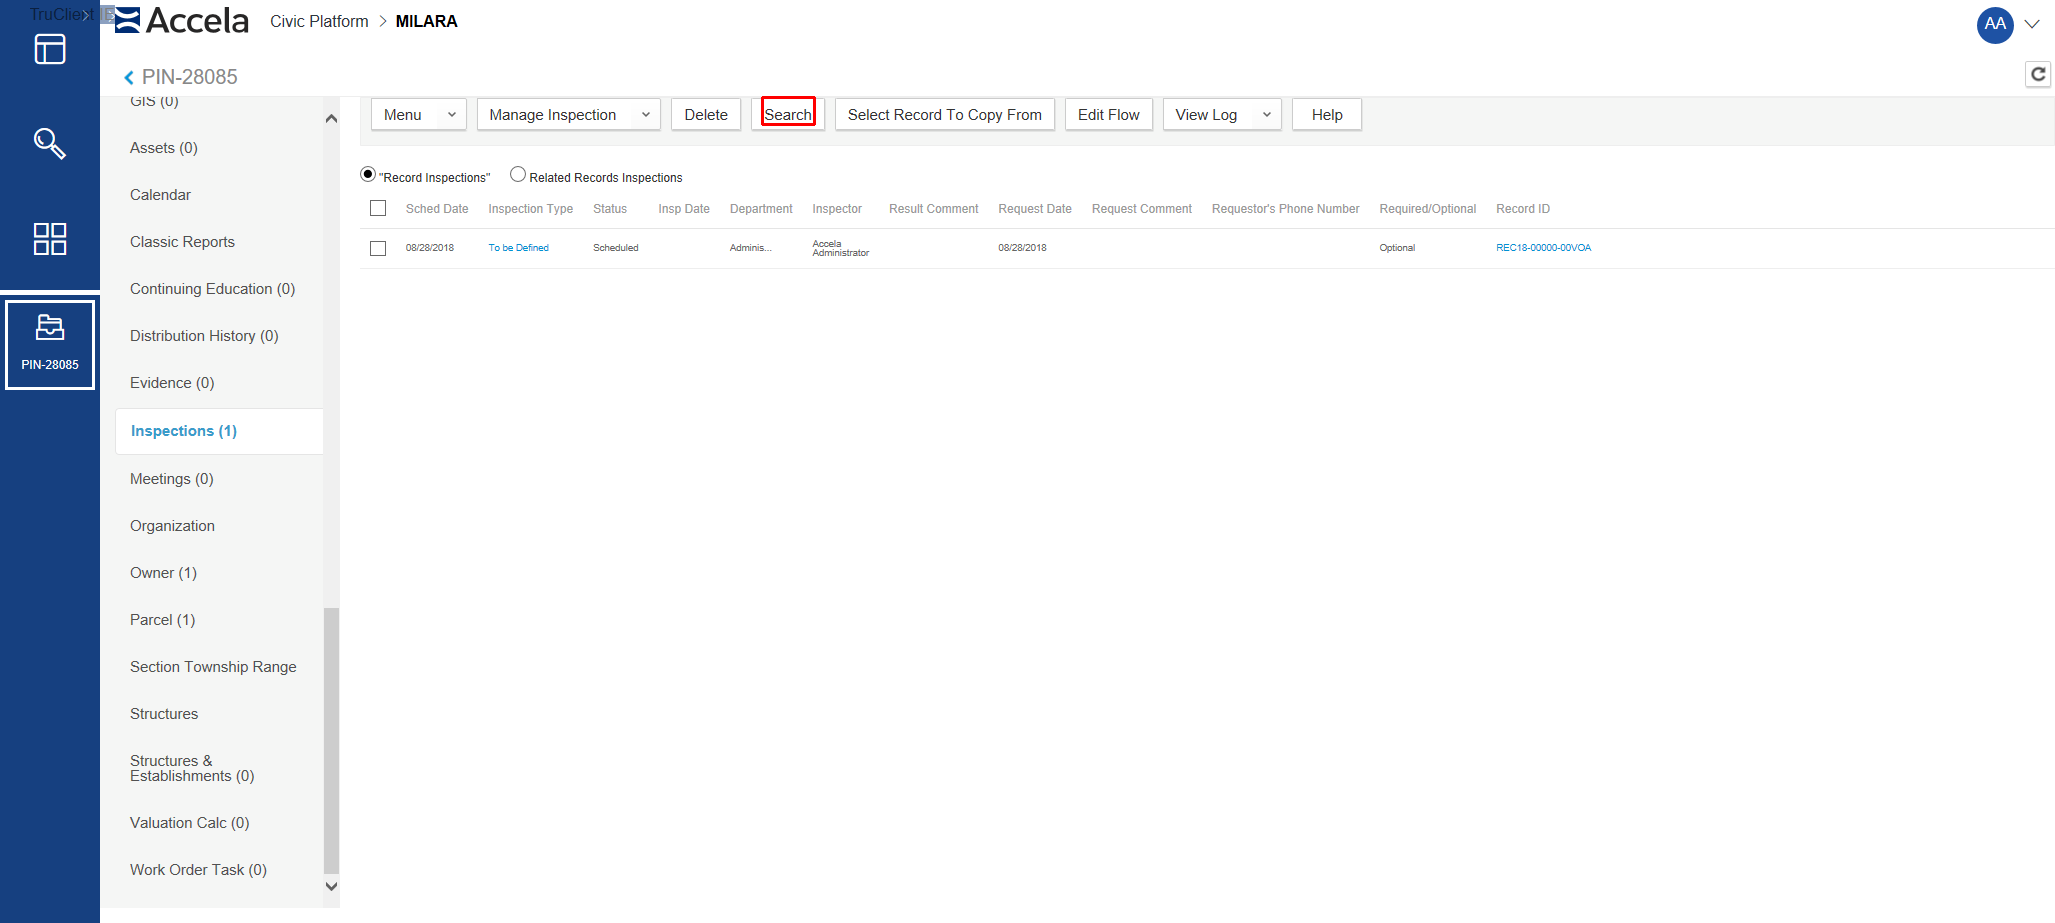 TruClient
Accela
Civic Platform > MILARA
AA
PIN-28085
GIS (0)
Assets (0)
Calendar
Classic Reports
Continuing Education (0)
Distribution History (0)
Evidence (0)
Inspections (1)
Meetings (0)
Organization
Owner (1)
Parcel (1)
Section Township Range
Structures
Structures &
Establishments (0)
Valuation Calc (0)
Work Order Task (0)
PIN-28085
Menu Manage Inspection Delete Search Select Record To Copy From Edit Flow View Log Help
"Record Inspections" Related Records Inspections
Sched Date Inspection Type Status Insp Date Department Inspector Result Comment Request Date Request Comment Requestor's Phone Number Required/Optional Record ID
08/28/2018 To be Defined Scheduled Adminis... Accela Administrator 08/28/2018 Optional REC18-00000-00VOA